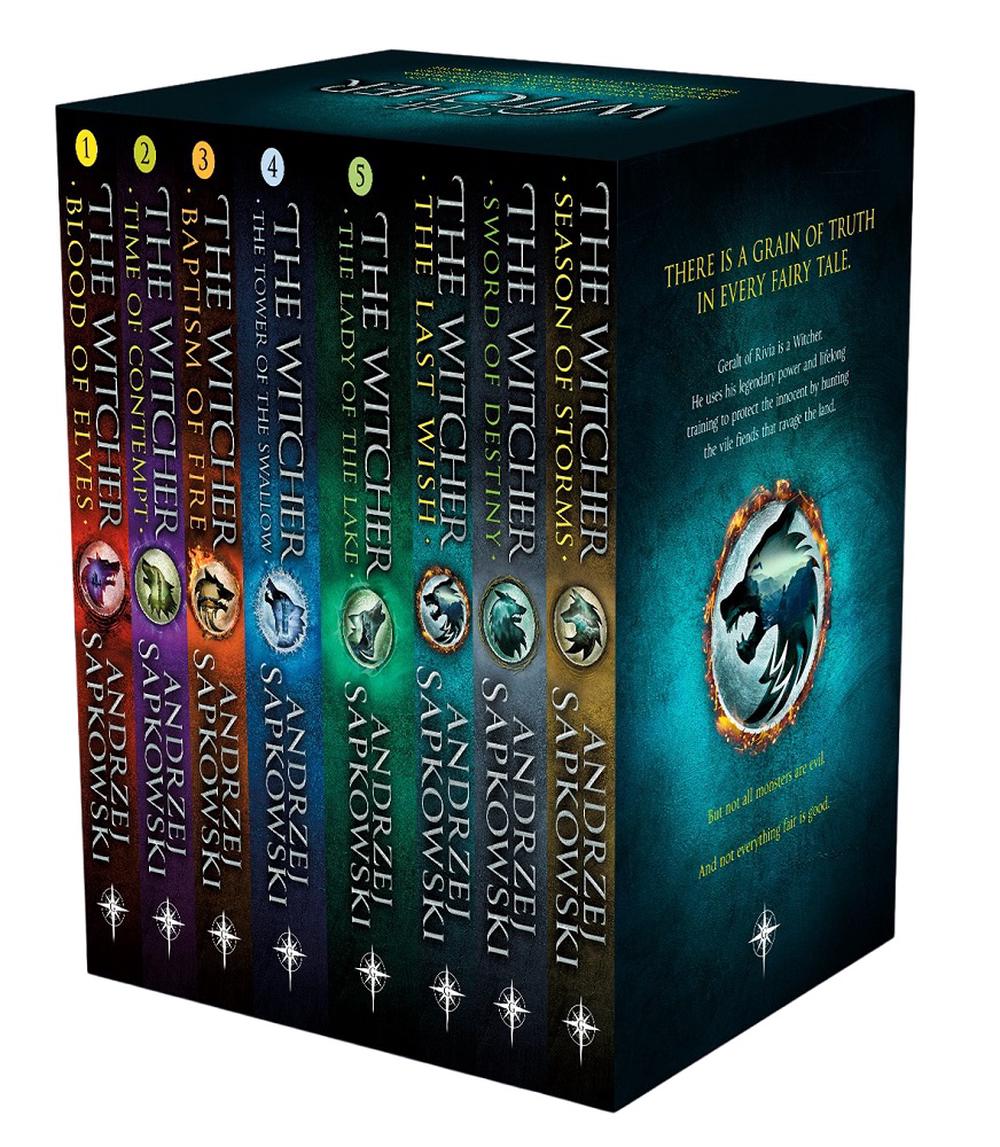 THE
WITCHER
1
THE WITCHER
· BLOOD OF ELVES ·
ANDRZEJ
SAPKOWSKI
2
THE WITCHER
· TIME OF CONTEMPT ·
ANDRZEJ
SAPKOWSKI
3
THE WITCHER
· BAPTISM OF FIRE ·
ANDRZEJ
SAPKOWSKI
4
THE WITCHER
· THE TOWER OF THE SWALLOW ·
ANDRZEJ
SAPKOWSKI
5
THE WITCHER
· THE LADY OF THE LAKE ·
ANDRZEJ
SAPKOWSKI
THE WITCHER
· THE LAST WISH ·
ANDRZEJ
SAPKOWSKI
THE WITCHER
· SWORD OF DESTINY ·
ANDRZEJ
SAPKOWSKI
THE WITCHER
· SEASON OF STORMS ·
ANDRZEJ
SAPKOWSKI
THERE IS A GRAIN OF TRUTH
IN EVERY FAIRY TALE.
Geralt of Rivia is a Witcher.
He uses his legendary power and lifelong
training to protect the innocent by hunting
the vile fiends that ravage the land.
But not all monsters are evil.
And not everything fair is good.